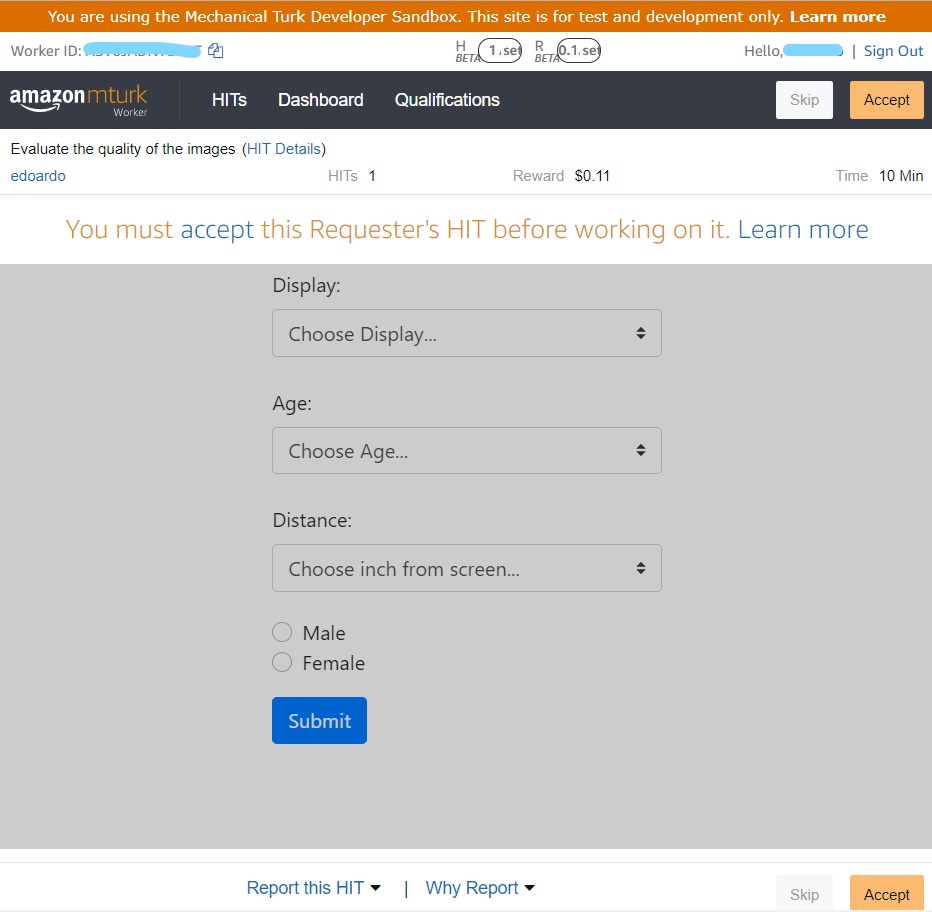 You are using the Mechanical Turk Developer Sandbox. This site is for test and development only. Learn more
Worker ID:
H BETA 1.set R BETA 0.1.set
Hello, | Sign Out
amazonmturk
Worker
HITs Dashboard Qualifications Skip Accept
Evaluate the quality of the images (HIT Details)
edoardo HITs 1 Reward $0.11 Time 10 Min
You must accept this Requester's HIT before working on it. Learn more
Display:
Choose Display...
Age:
Choose Age...
Distance:
Choose inch from screen...
Male
Female
Submit
Report this HIT | Why Report Skip Accept